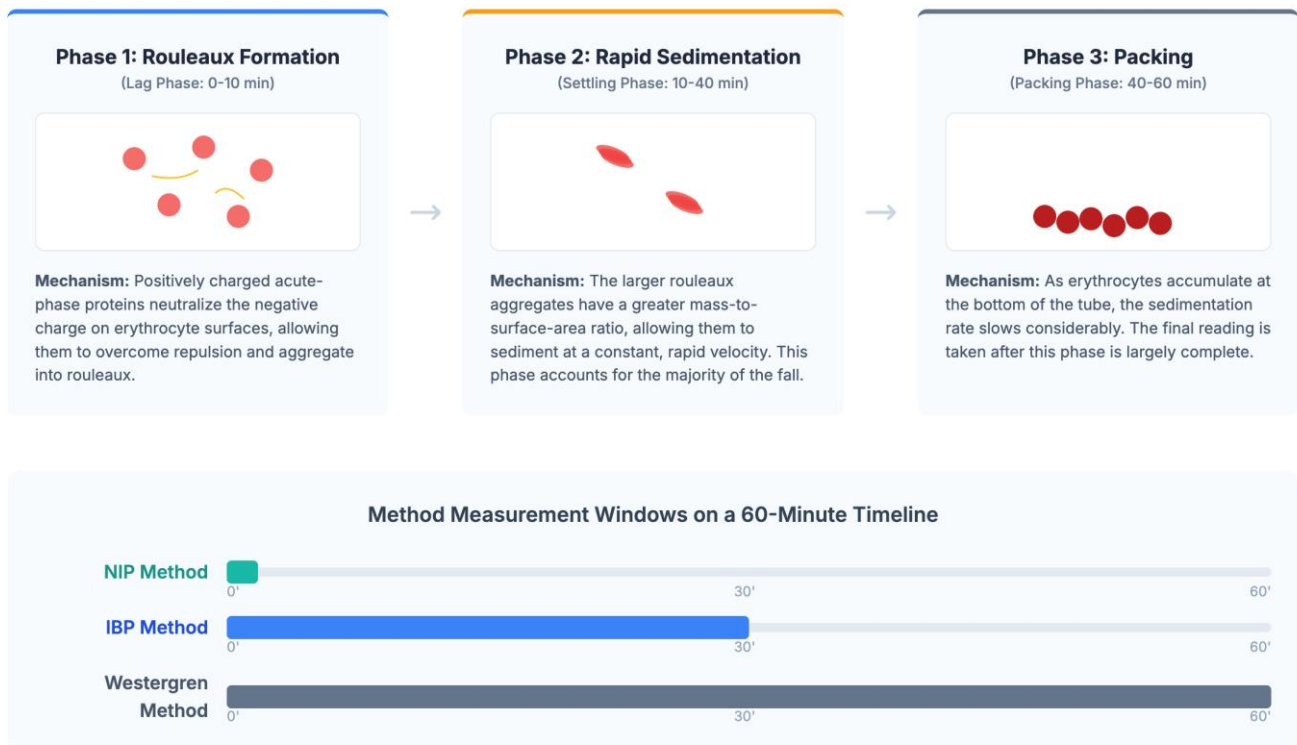 Phase 1: Rouleaux Formation
(Lag Phase: 0-10 min)
Mechanism: Positively charged acute-
phase proteins neutralize the negative
charge on erythrocyte surfaces, allowing
them to overcome repulsion and aggregate
into rouleaux.
→
Phase 2: Rapid Sedimentation
(Settling Phase: 10-40 min)
Mechanism: The larger rouleaux
aggregates have a greater mass-to-
surface-area ratio, allowing them to
sediment at a constant, rapid velocity. This
phase accounts for the majority of the fall.
→
Phase 3: Packing
(Packing Phase: 40-60 min)
Mechanism: As erythrocytes accumulate at
the bottom of the tube, the sedimentation
rate slows considerably. The final reading is
taken after this phase is largely complete.
Method Measurement Windows on a 60-Minute Timeline
NIP Method
0' 30' 60'
IBP Method
0' 30' 60'
Westergren
Method
0' 30' 60'